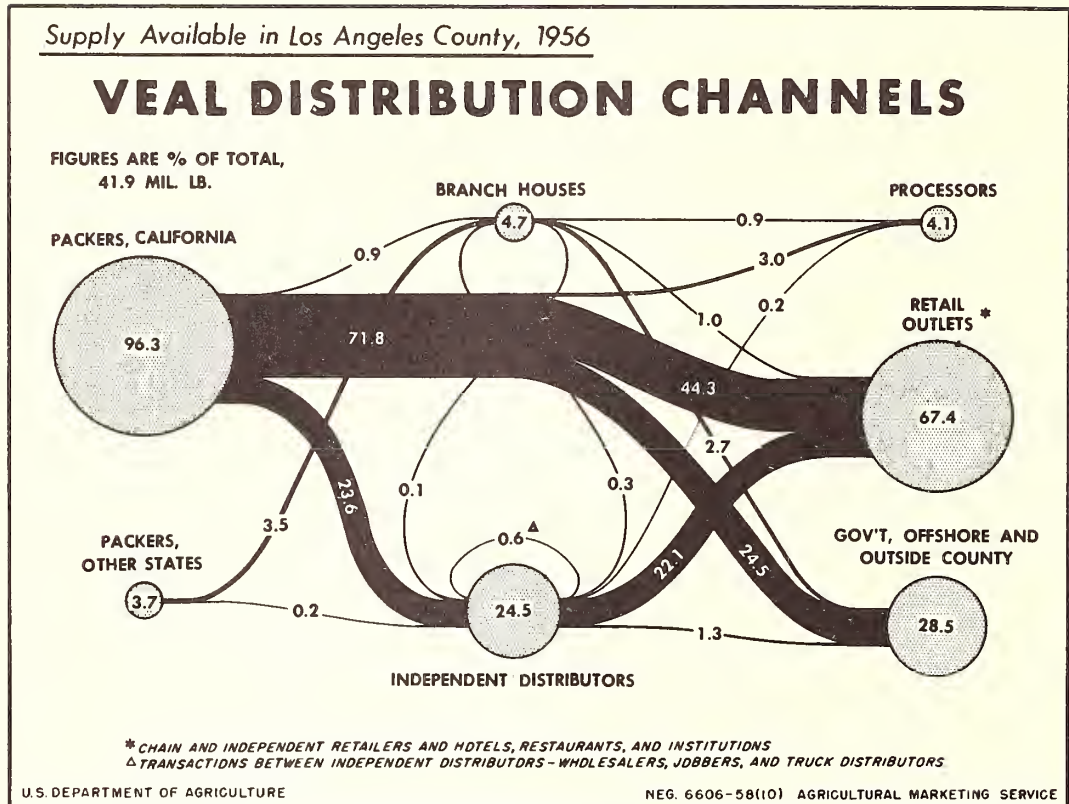 Supply Available in Los Angeles County, 1956
VEAL DISTRIBUTION CHANNELS
FIGURES ARE % OF TOTAL,
41.9 MIL. LB.
BRANCH HOUSES
4.7
PROCESSORS
4.1
0.9
3.0
PACKERS, CALIFORNIA
96.3
0.9
71.8
0.2
1.0
RETAIL
OUTLETS *
67.4
44.3
2.7
23.6
0.1
0.3
3.5
0.6 Δ
22.1
24.5
PACKERS,
OTHER STATES
3.7
0.2
24.5
INDEPENDENT DISTRIBUTORS
1.3
GOV'T, OFFSHORE AND
OUTSIDE COUNTY
28.5
* CHAIN AND INDEPENDENT RETAILERS AND HOTELS, RESTAURANTS, AND INSTITUTIONS
Δ TRANSACTIONS BETWEEN INDEPENDENT DISTRIBUTORS - WHOLESALERS, JOBBERS, AND TRUCK DISTRIBUTORS
U.S. DEPARTMENT OF AGRICULTURE
NEG. 6606-58(10) AGRICULTURAL MARKETING SERVICE